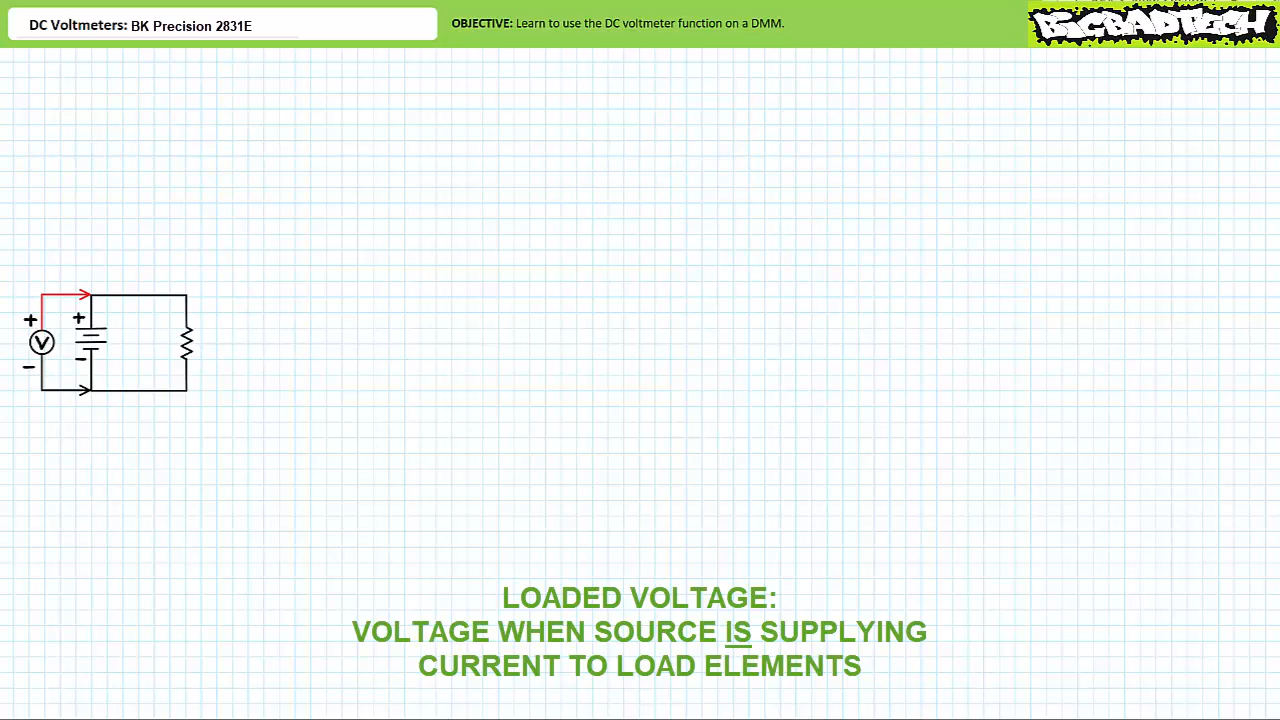 DC Voltmeters: BK Precision 2831E
OBJECTIVE: Learn to use the DC voltmeter function on a DMM.
BIGBADTECH
+ +
V
- -
LOADED VOLTAGE:
VOLTAGE WHEN SOURCE IS SUPPLYING
CURRENT TO LOAD ELEMENTS